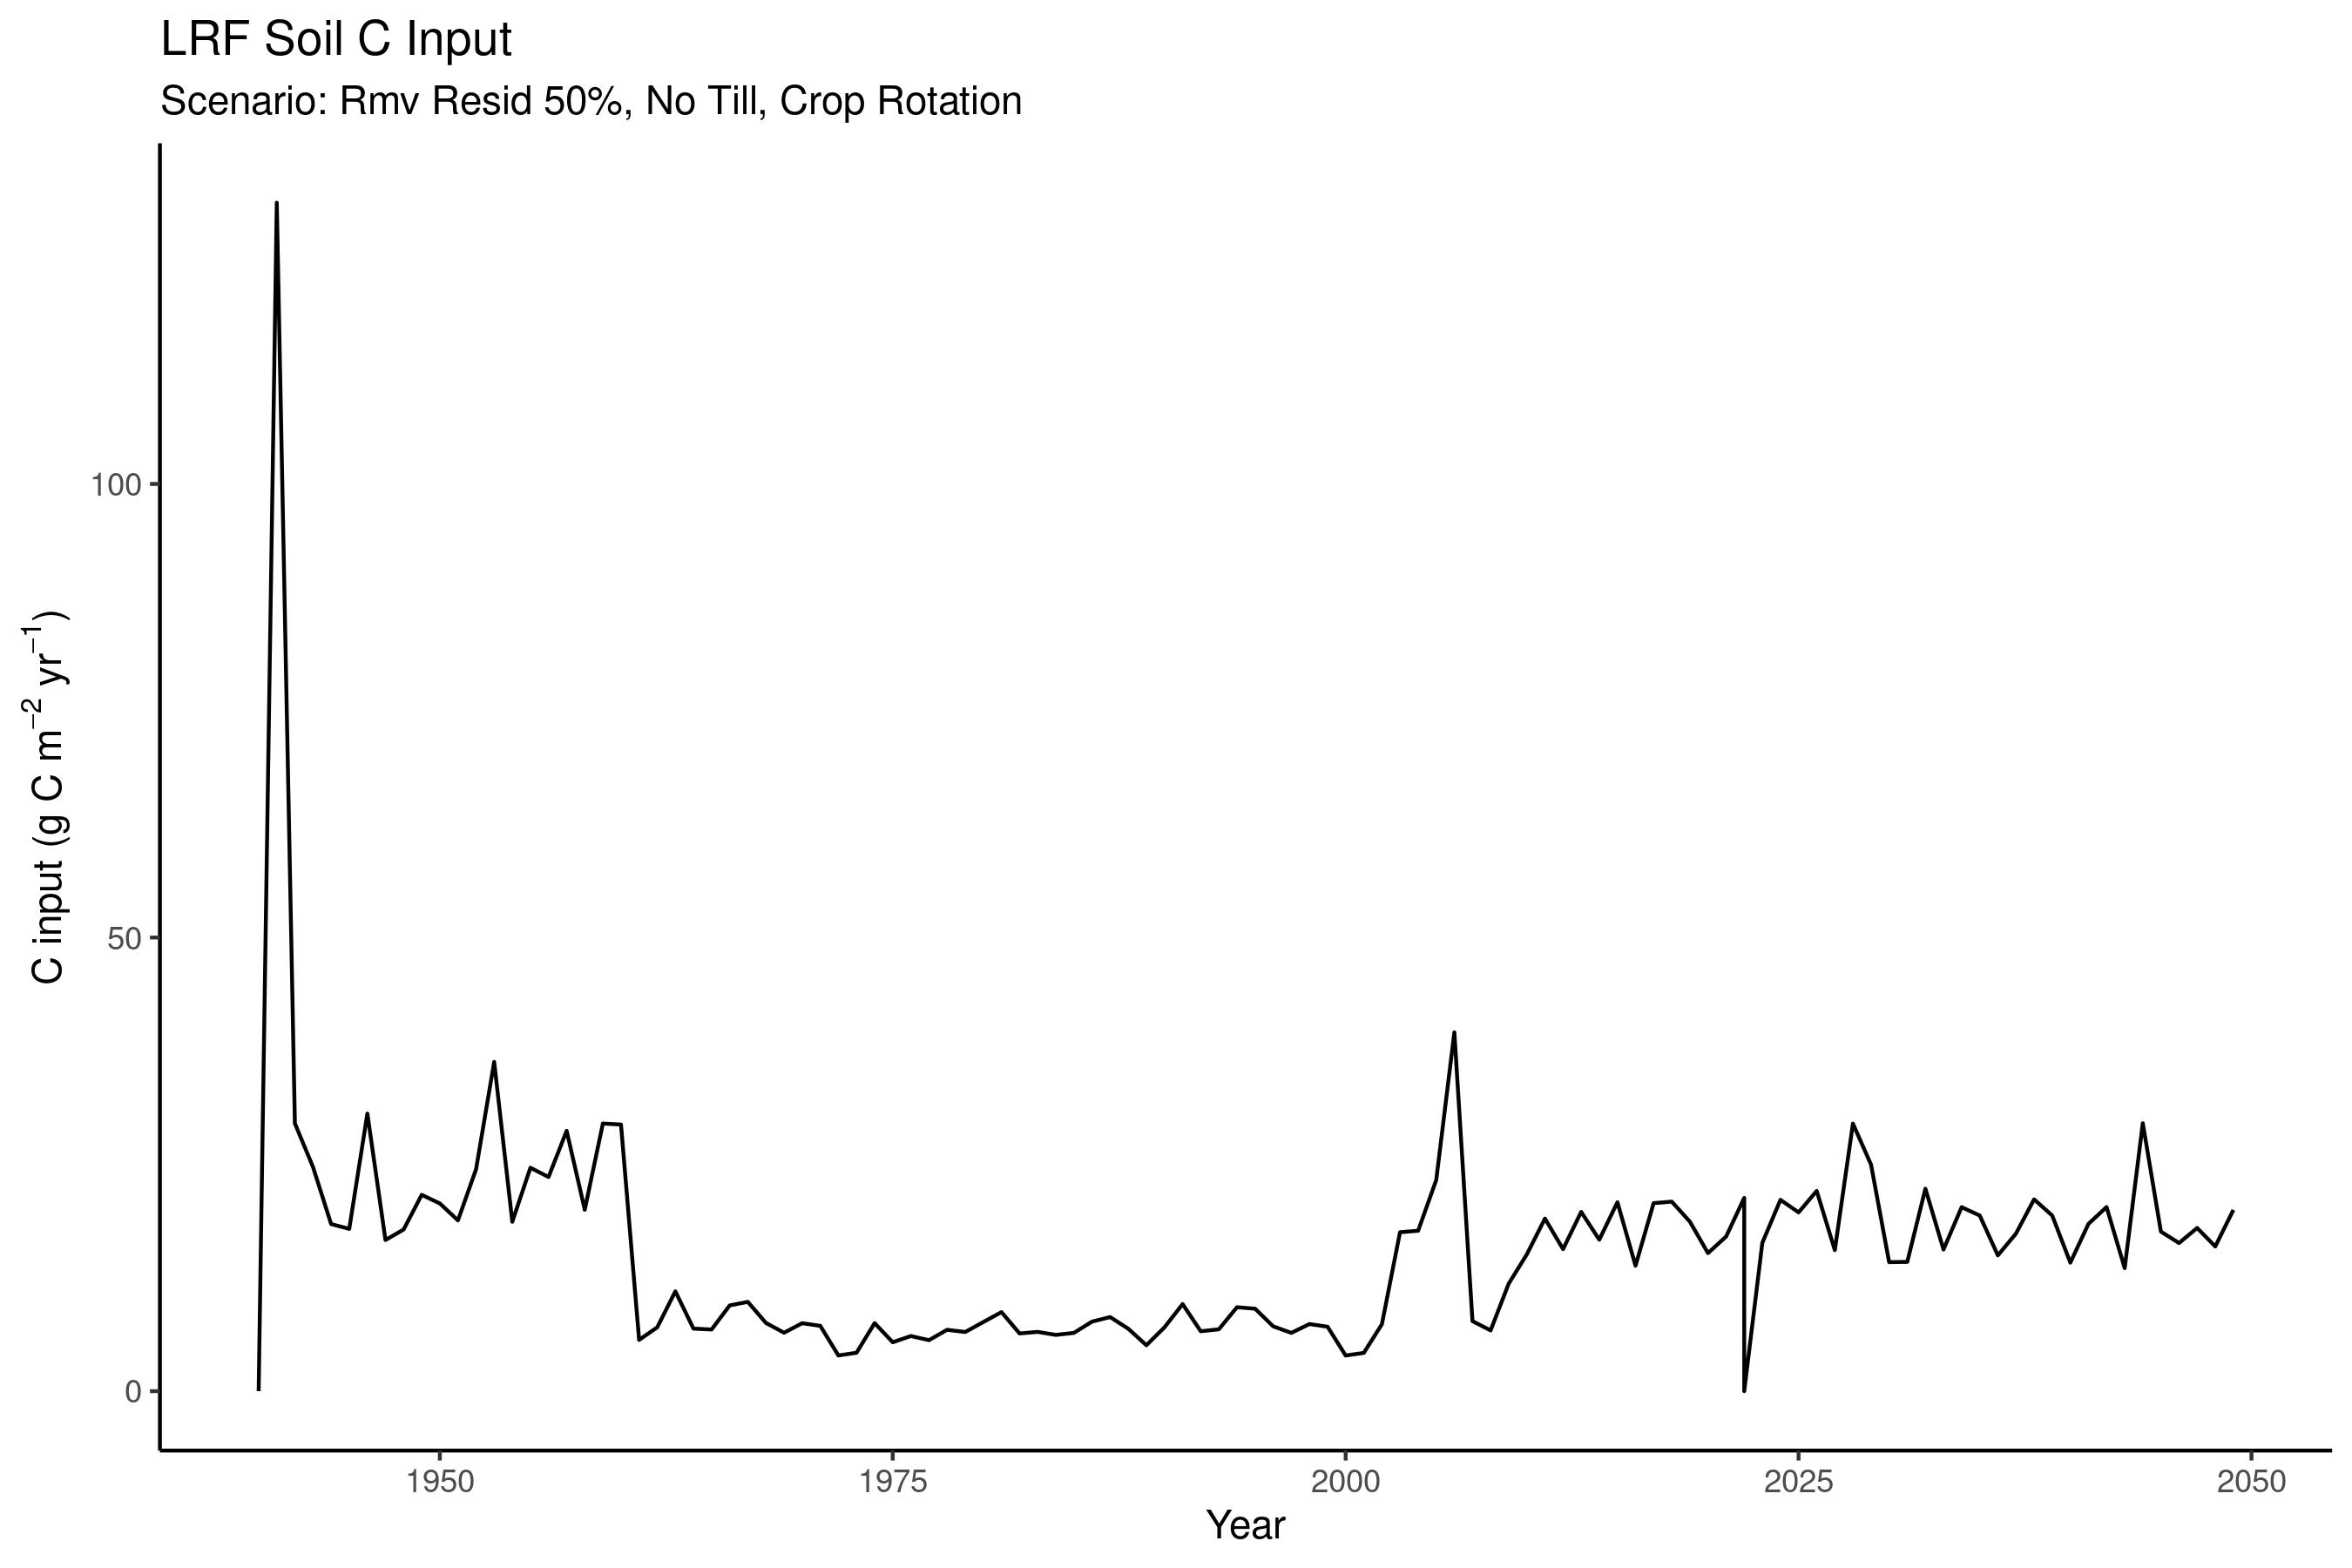 LRF Soil C Input
Scenario: Rmv Resid 50%, No Till, Crop Rotation
C input (g C m⁻² yr⁻¹)
100
50
0
1950 1975 2000 2025 2050
Year